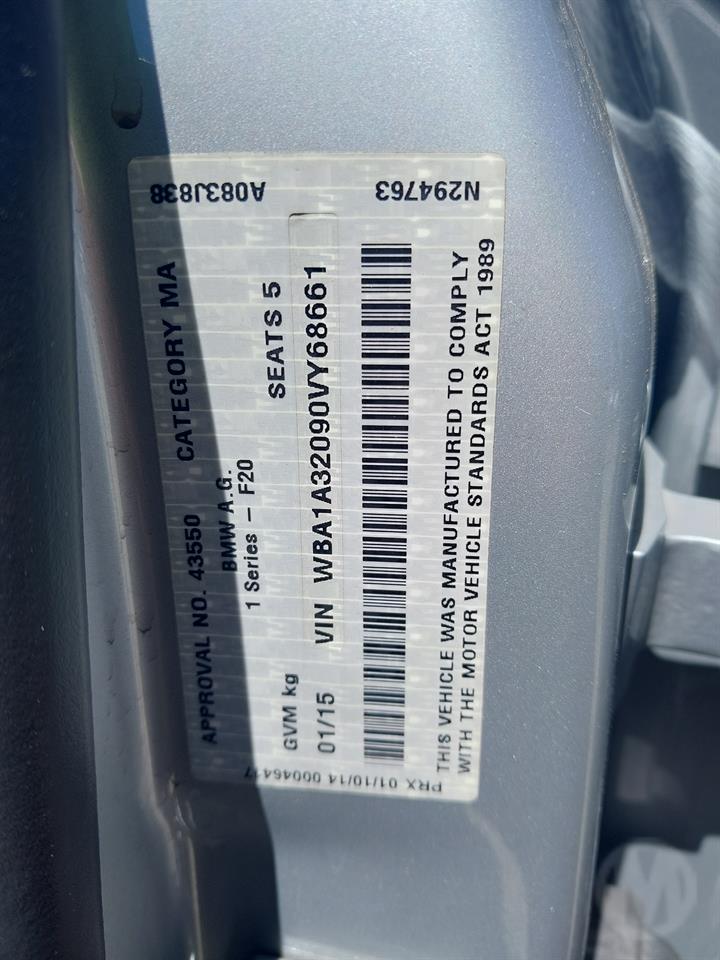 APPROVAL NO. 43550 CATEGORY MA
BMW A.G.
1 Series – F20
GVM kg SEATS 5
01/15 VIN WBA1A32090VY68661
THIS VEHICLE WAS MANUFACTURED TO COMPLY
WITH THE MOTOR VEHICLE STANDARDS ACT 1989
A083J838
N294763
PRX 01/10/14
M